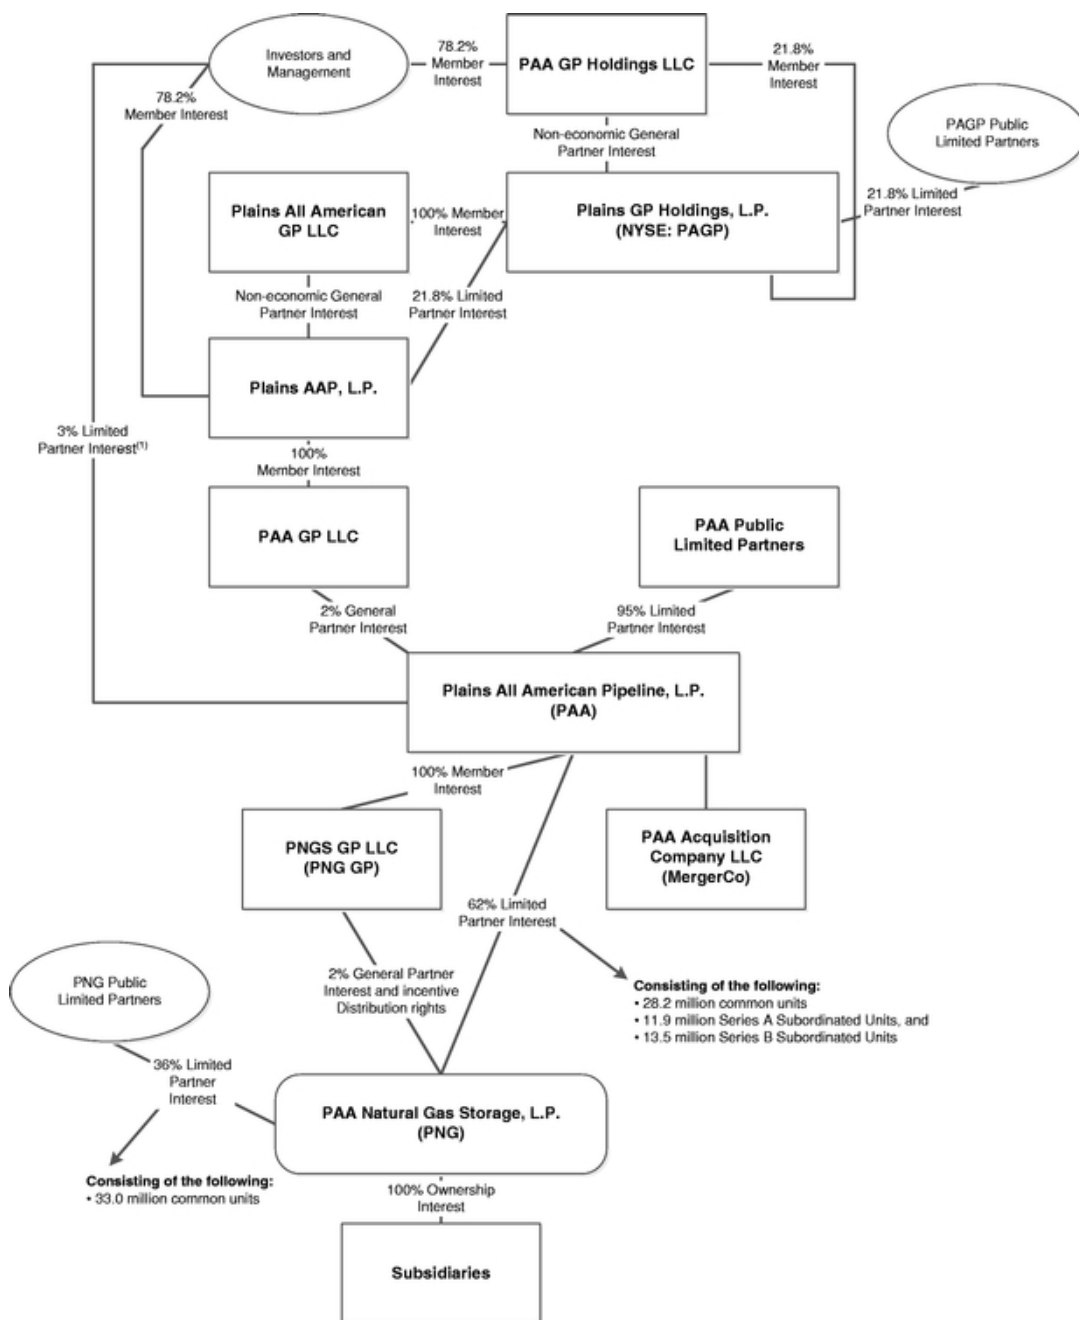 Investors and
Management
78.2%
Member
Interest
PAA GP Holdings LLC
21.8%
Member
Interest
78.2%
Member Interest
PAGP Public
Limited Partners
Non-economic General
Partner Interest
Plains All American
GP LLC
100% Member
Interest
Plains GP Holdings, L.P.
(NYSE: PAGP)
21.8% Limited
Partner Interest
Non-economic General
Partner Interest
21.8% Limited
Partner Interest
Plains AAP, L.P.
3% Limited
Partner Interest(1)
100%
Member Interest
PAA GP LLC
PAA Public
Limited Partners
2% General
Partner Interest
95% Limited
Partner Interest
Plains All American Pipeline, L.P.
(PAA)
100% Member
Interest
PNGS GP LLC
(PNG GP)
PAA Acquisition
Company LLC
(MergerCo)
62% Limited
Partner Interest
PNG Public
Limited Partners
2% General Partner
Interest and incentive
Distribution rights
Consisting of the following:
• 28.2 million common units
• 11.9 million Series A Subordinated Units, and
• 13.5 million Series B Subordinated Units
36% Limited
Partner
Interest
PAA Natural Gas Storage, L.P.
(PNG)
Consisting of the following:
• 33.0 million common units
100% Ownership
Interest
Subsidiaries